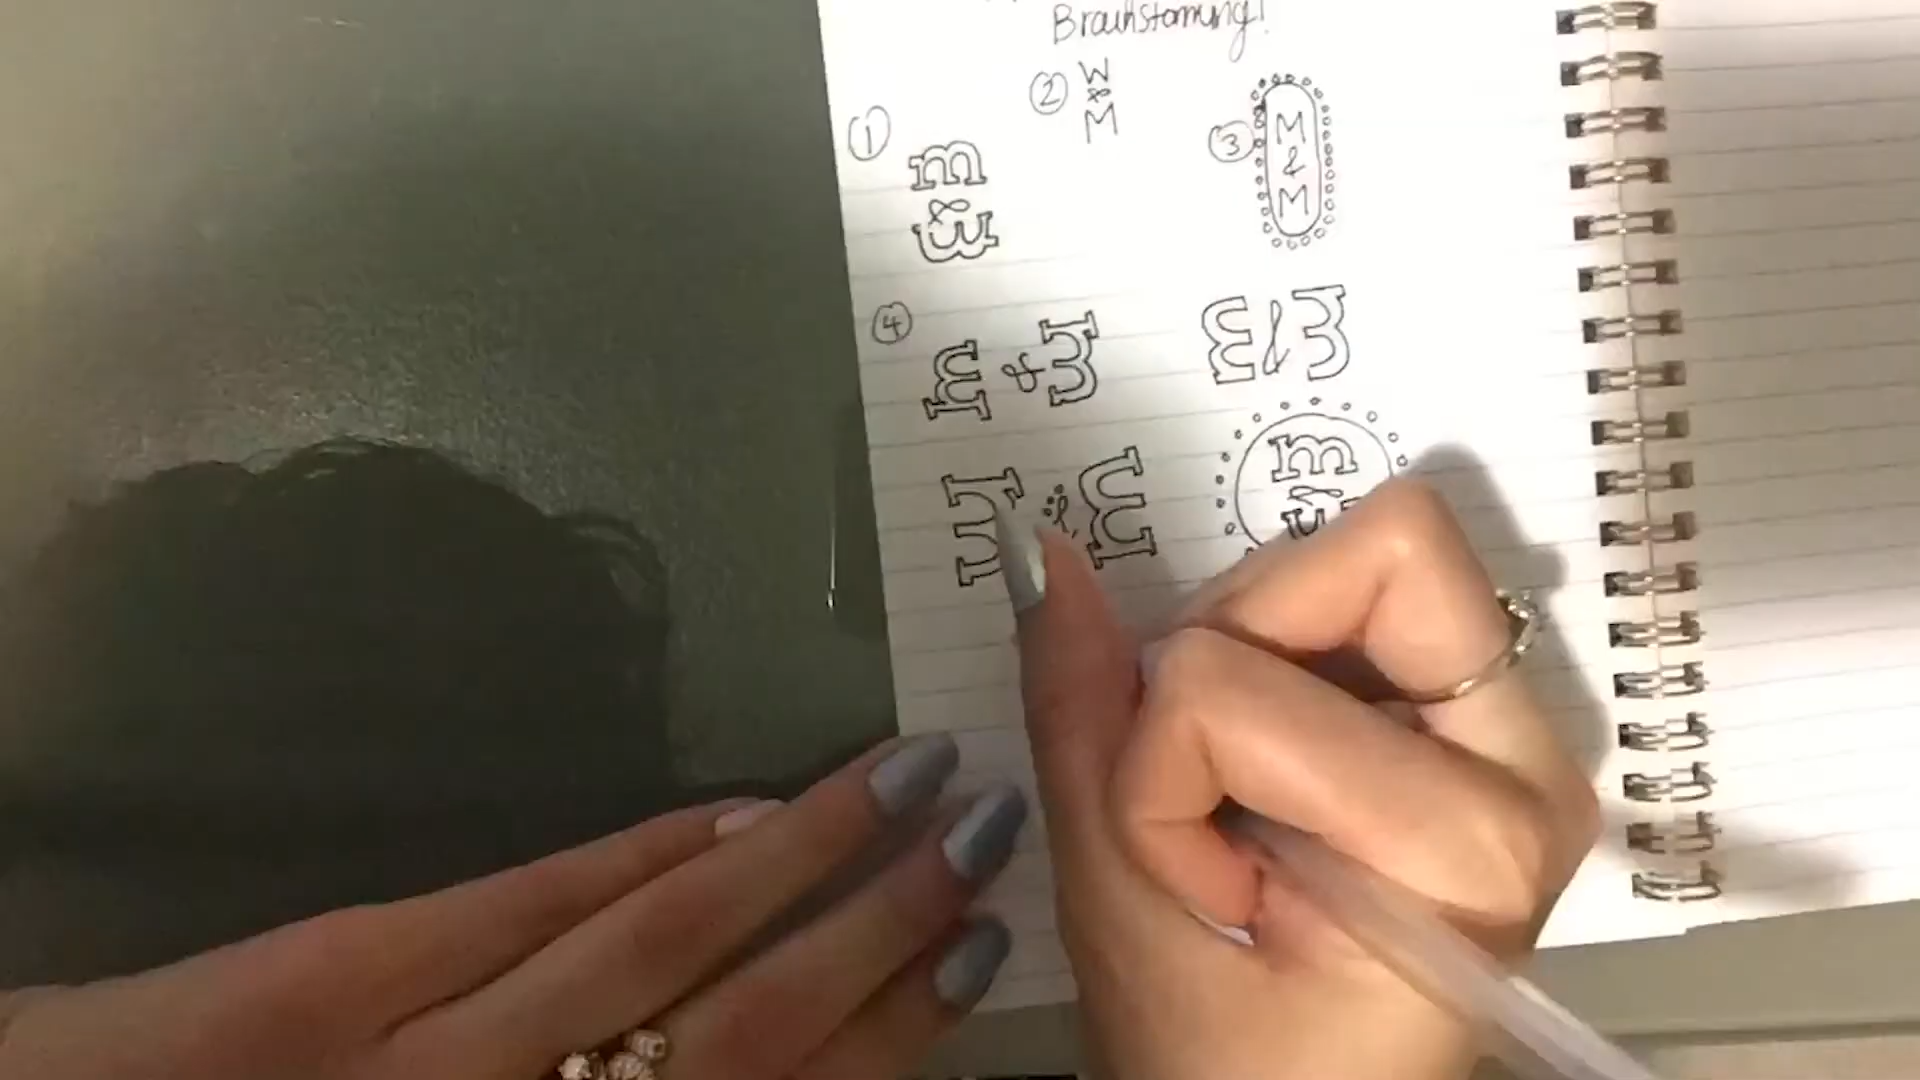 Brainstorming!
① m & m
② W & M
③ M & M
④ m & m
m & m
m & m
m & m